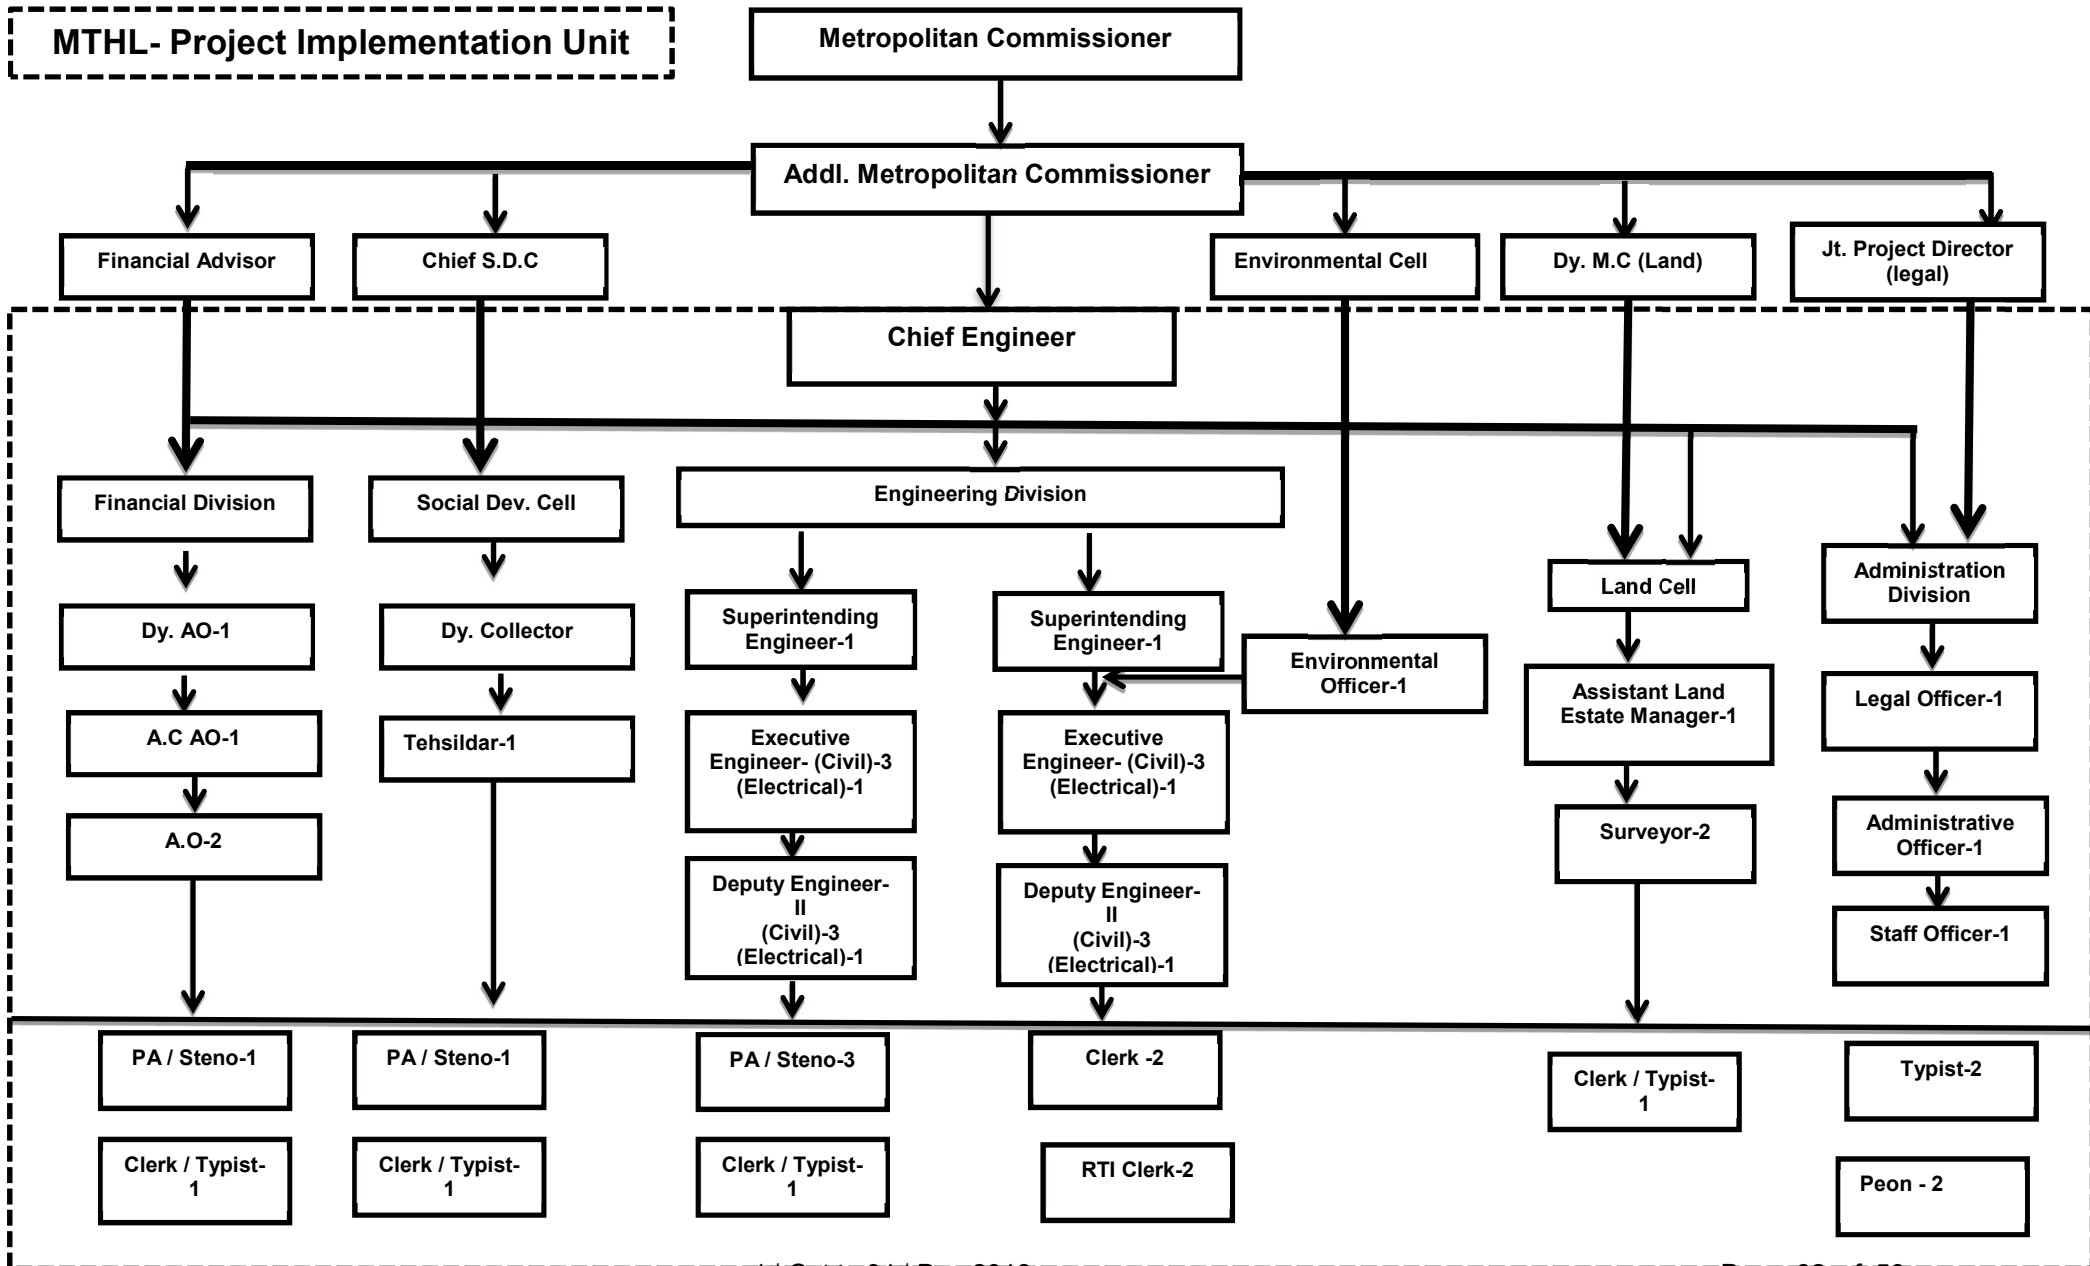 MTHL- Project Implementation Unit
Metropolitan Commissioner
Addl. Metropolitan Commissioner
Financial Advisor
Chief S.D.C
Environmental Cell
Dy. M.C (Land)
Jt. Project Director
(legal)
Chief Engineer
Financial Division
Social Dev. Cell
Engineering Division
Land Cell
Administration
Division
Dy. AO-1
Dy. Collector
Superintending
Engineer-1
Superintending
Engineer-1
Environmental
Officer-1
Assistant Land
Estate Manager-1
Legal Officer-1
A.C AO-1
Tehsildar-1
Executive
Engineer- (Civil)-3
(Electrical)-1
Executive
Engineer- (Civil)-3
(Electrical)-1
A.O-2
Surveyor-2
Administrative
Officer-1
Deputy Engineer-
II
(Civil)-3
(Electrical)-1
Deputy Engineer-
II
(Civil)-3
(Electrical)-1
Staff Officer-1
PA / Steno-1
PA / Steno-1
PA / Steno-3
Clerk -2
Clerk / Typist-
1
Typist-2
Clerk / Typist-
1
Clerk / Typist-
1
Clerk / Typist-
1
RTI Clerk-2
Peon - 2